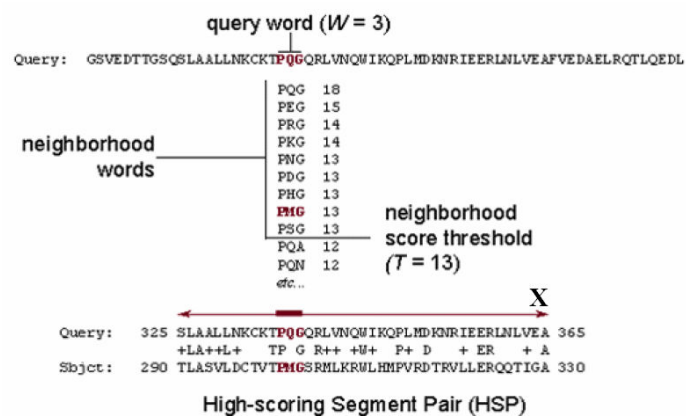 query word (W = 3)
Query: GSVEDTTGSQSLAALLNKCKTPQGQRLVNQWIKQPLMDKNRIEERLNLVEAFVEDAELRQTLQEDL
PQG 18
PEG 15
PRG 14
PKG 14
PNG 13
PDG 13
PHG 13
PMG 13
PSG 13
PQA 12
PQN 12
etc...
neighborhood
words
neighborhood
score threshold
(T = 13)
X
Query: 325 SLAALLNKCKTPQGQRLVNQWIKQPLMDKNRIEERLNLVEA 365
+LA++L+ TP G R++ +W+ P+ D + ER + A
Sbjct: 290 TLASVLDCTVTPMGSRMLKRWLHMPVRDTRVLLERQQTIGA 330
High-scoring Segment Pair (HSP)